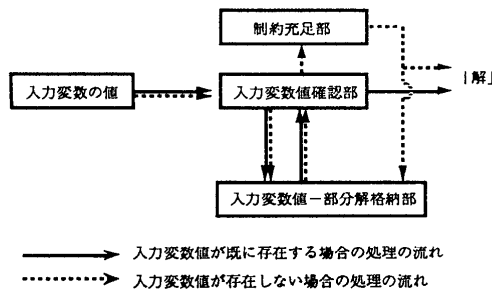 制約充足部
入力変数の値
入力変数値確認部
「解」
入力変数値－部分解格納部
入力変数値が既に存在する場合の処理の流れ
入力変数値が存在しない場合の処理の流れ